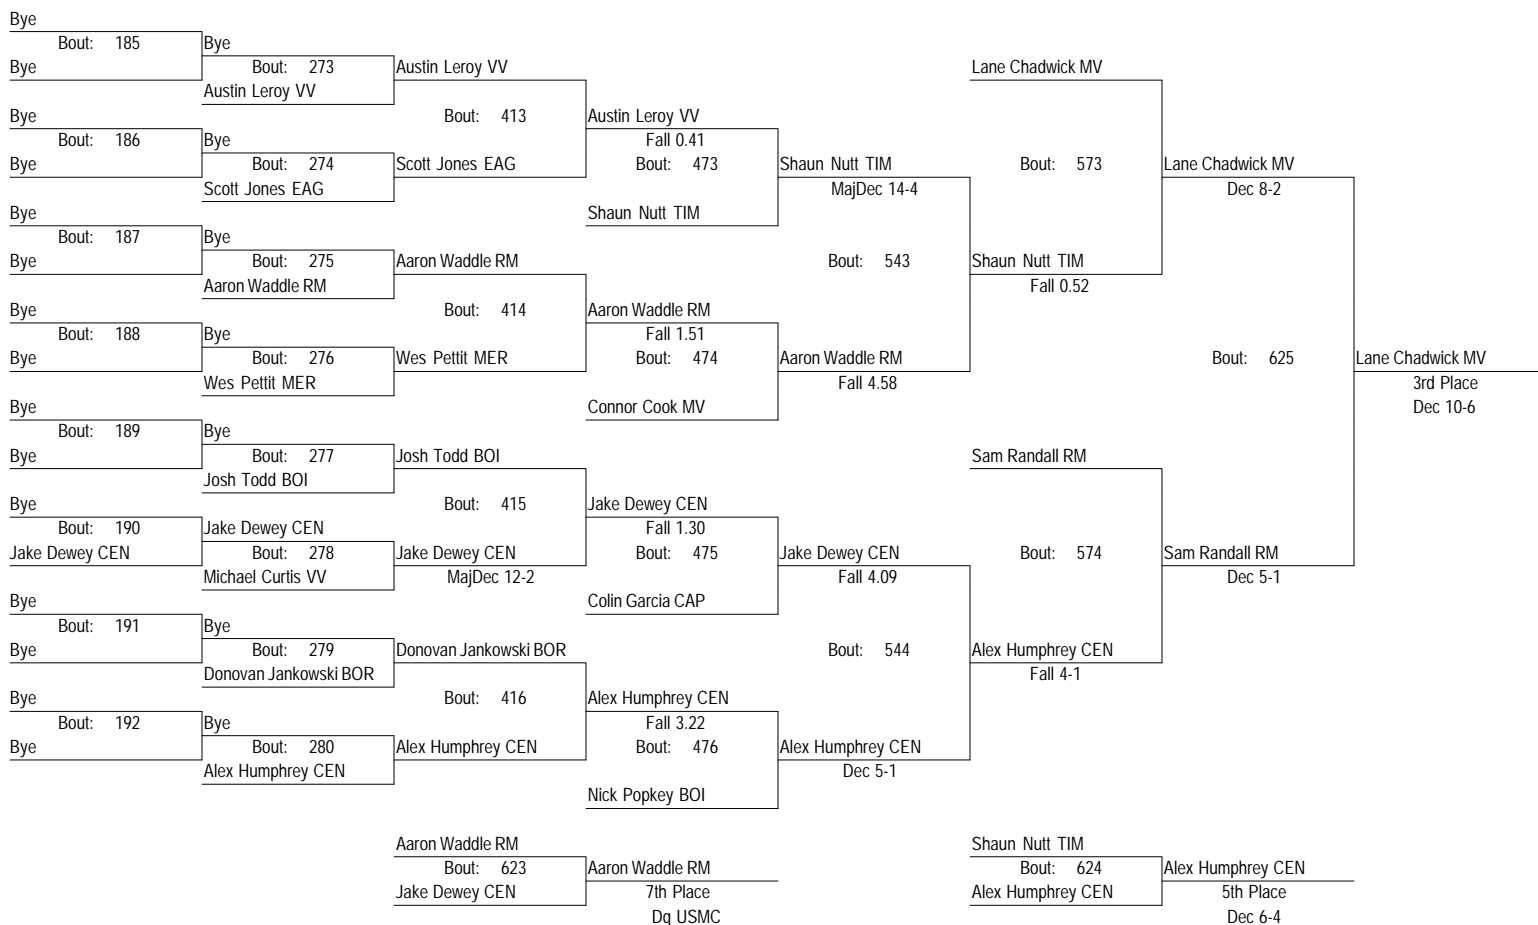 Bye
Bout: 185 Bye
Bye Bout: 273 Austin Leroy VV Lane Chadwick MV
Austin Leroy VV
Bye Bout: 413 Austin Leroy VV
Bout: 186 Bye Fall 0.41
Bye Bout: 274 Scott Jones EAG Bout: 473 Shaun Nutt TIM Bout: 573 Lane Chadwick MV
Scott Jones EAG MajDec 14-4 Dec 8-2
Bye Shaun Nutt TIM
Bout: 187 Bye
Bye Bout: 275 Aaron Waddle RM Bout: 543 Shaun Nutt TIM
Aaron Waddle RM Fall 0.52
Bye Bout: 414 Aaron Waddle RM
Bout: 188 Bye Fall 1.51
Bye Bout: 276 Wes Pettit MER Bout: 474 Aaron Waddle RM Bout: 625 Lane Chadwick MV
Wes Pettit MER Fall 4.58 3rd Place
Bye Connor Cook MV Dec 10-6
Bout: 189 Bye
Bye Bout: 277 Josh Todd BOI Sam Randall RM
Josh Todd BOI
Bye Bout: 415 Jake Dewey CEN
Bout: 190 Jake Dewey CEN Fall 1.30
Jake Dewey CEN Bout: 278 Jake Dewey CEN Bout: 475 Jake Dewey CEN Bout: 574 Sam Randall RM
Michael Curtis VV MajDec 12-2 Fall 4.09 Dec 5-1
Bye Colin Garcia CAP
Bout: 191 Bye
Bye Bout: 279 Donovan Jankowski BOR Bout: 544 Alex Humphrey CEN
Donovan Jankowski BOR Fall 4-1
Bye Bout: 416 Alex Humphrey CEN
Bout: 192 Bye Fall 3.22
Bye Bout: 280 Alex Humphrey CEN Bout: 476 Alex Humphrey CEN
Alex Humphrey CEN Dec 5-1
Nick Popkey BOI
Aaron Waddle RM Shaun Nutt TIM
Bout: 623 Aaron Waddle RM Bout: 624 Alex Humphrey CEN
Jake Dewey CEN 7th Place Alex Humphrey CEN 5th Place
Dq USMC Dec 6-4